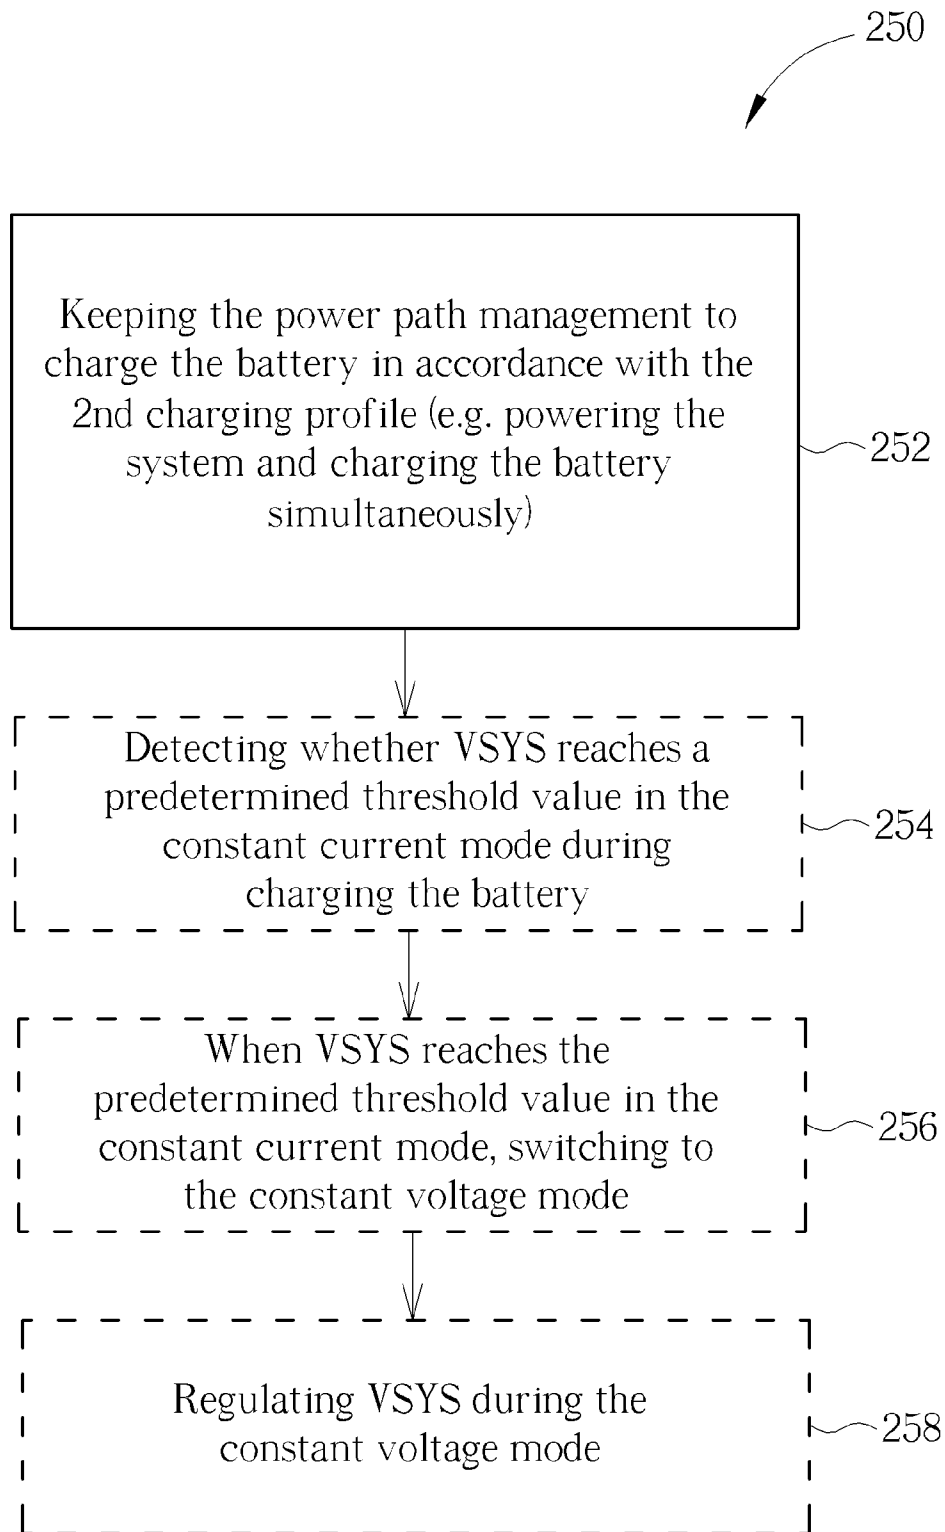 250
Keeping the power path management to
charge the battery in accordance with the
2nd charging profile (e.g. powering the
system and charging the battery
simultaneously)
252
Detecting whether VSYS reaches a
predetermined threshold value in the
constant current mode during
charging the battery
254
When VSYS reaches the
predetermined threshold value in the
constant current mode, switching to
the constant voltage mode
256
Regulating VSYS during the
constant voltage mode
258